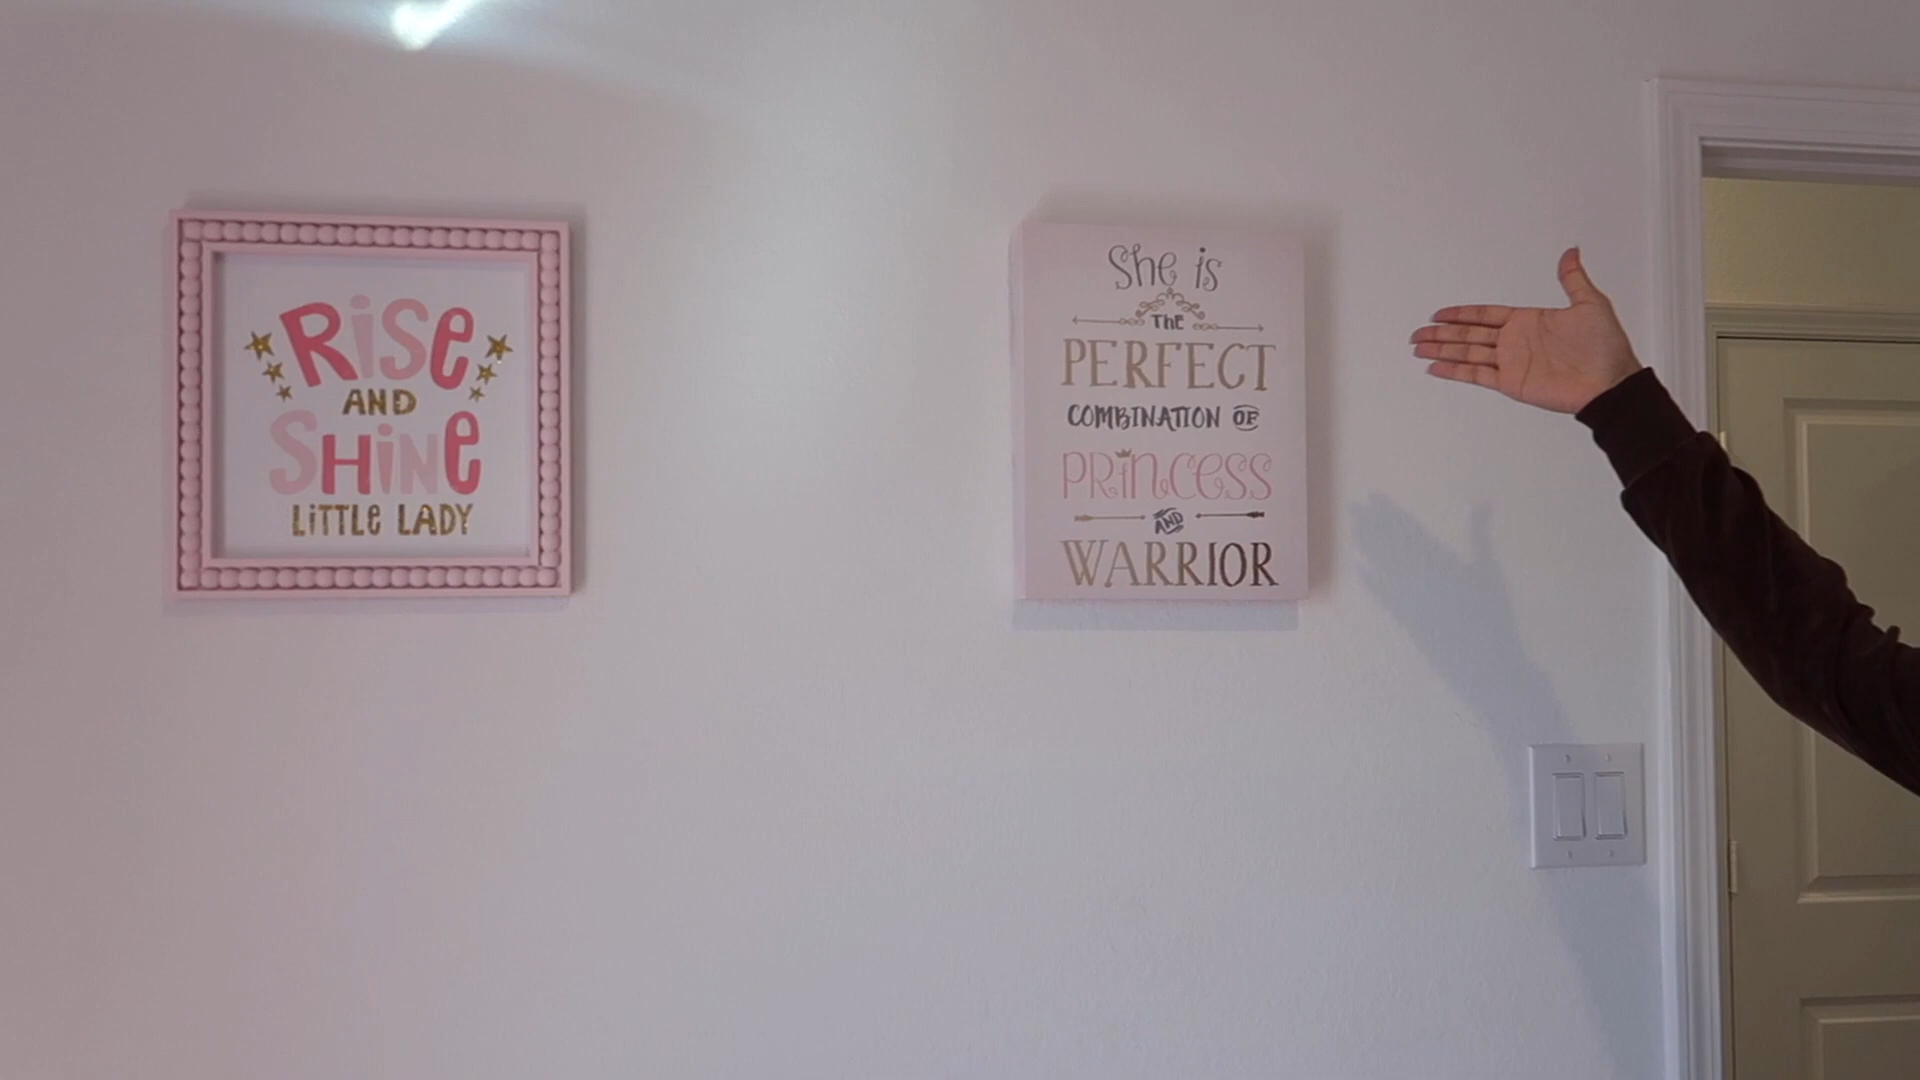 RiSe
AND
SHiNe
LiTTLe LADY
She is
THE
PERFECT
COMBINATION OF
PRiNCESS
AND
WARRIOR